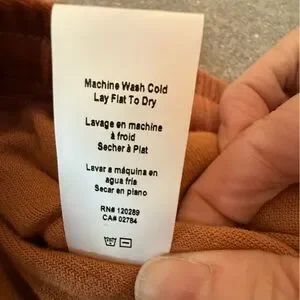 Machine Wash Cold
Lay Flat To Dry
Lavage en machine
à froid
Secher à Plat
Lavar a máquina en
agua fria
Secar en plano
RN# 120289
CA# 02784